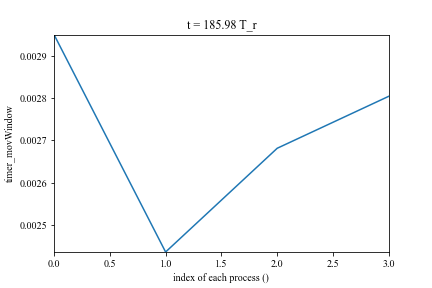 t = 185.98 T_r
0.0029
0.0028
0.0027
0.0026
0.0025
timer_movWindow
0.0 0.5 1.0 1.5 2.0 2.5 3.0
index of each process ()